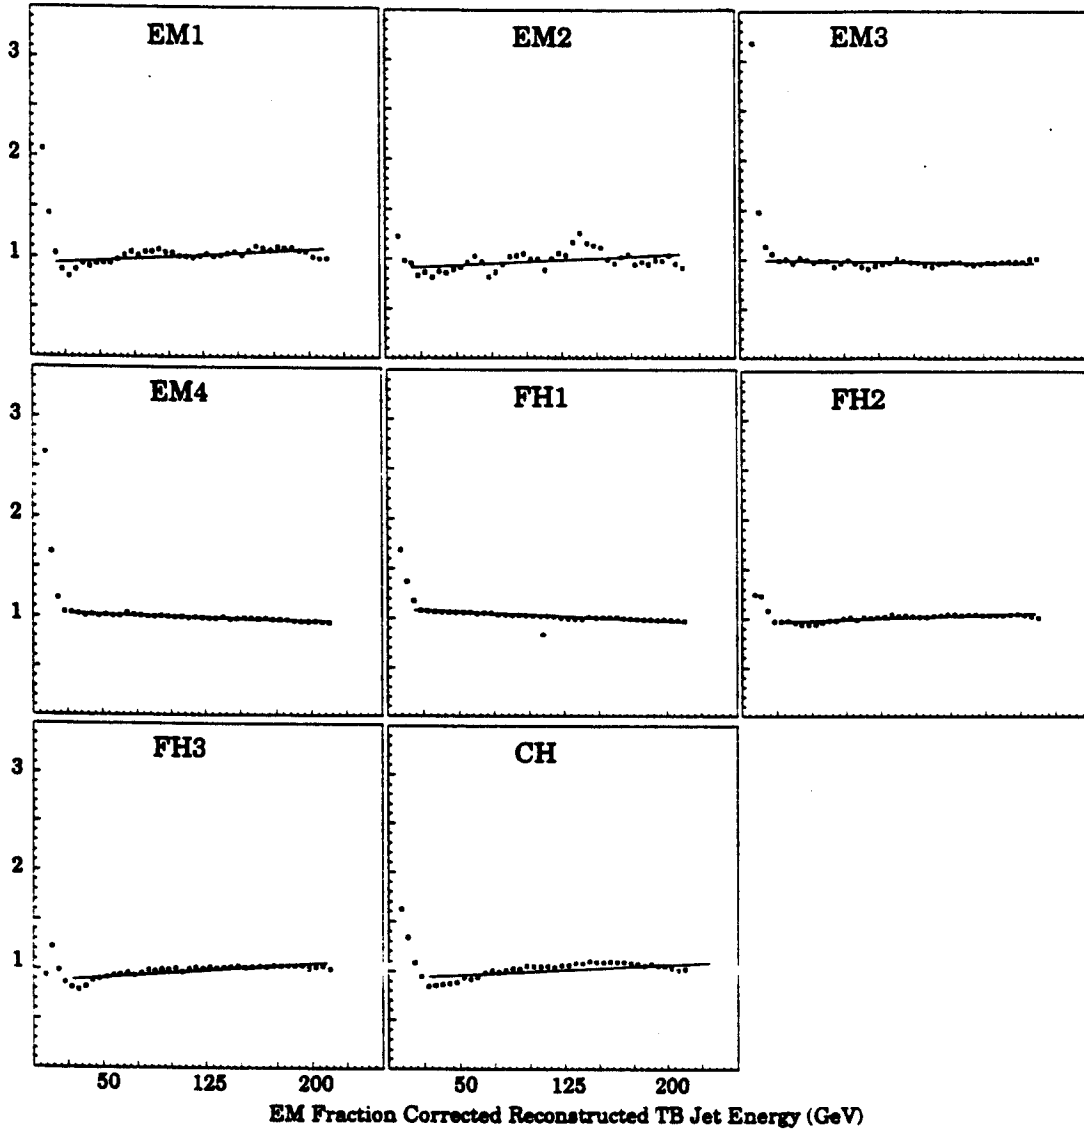 EM1 EM2 EM3
3
2
1
EM4 FH1 FH2
3
2
1
FH3 CH
3
2
1
50 125 200 50 125 200
EM Fraction Corrected Reconstructed TB Jet Energy (GeV)